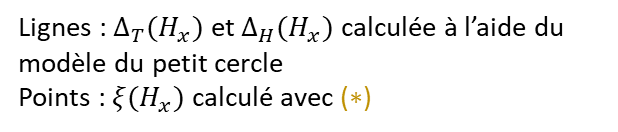 Lignes : Δ_T(H_x) et Δ_H(H_x) calculée à l’aide du
modèle du petit cercle
Points : ξ(H_x) calculé avec (∗)